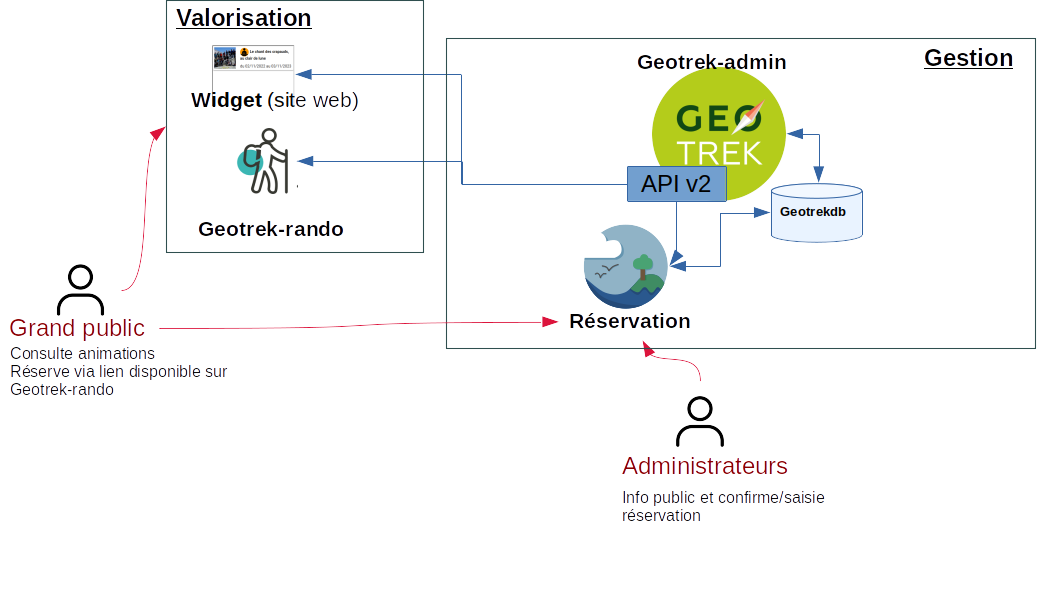 Valorisation
Le chant des crapauds,
au clair de lune
du 02/11/2023 au 03/11/2023
Widget (site web)
Geotrek-rando
Gestion
Geotrek-admin
GEO
TREK
API v2
Geotrekdb
Réservation
Grand public
Consulte animations
Réserve via lien disponible sur
Geotrek-rando
Administrateurs
Info public et confirme/saisie
réservation